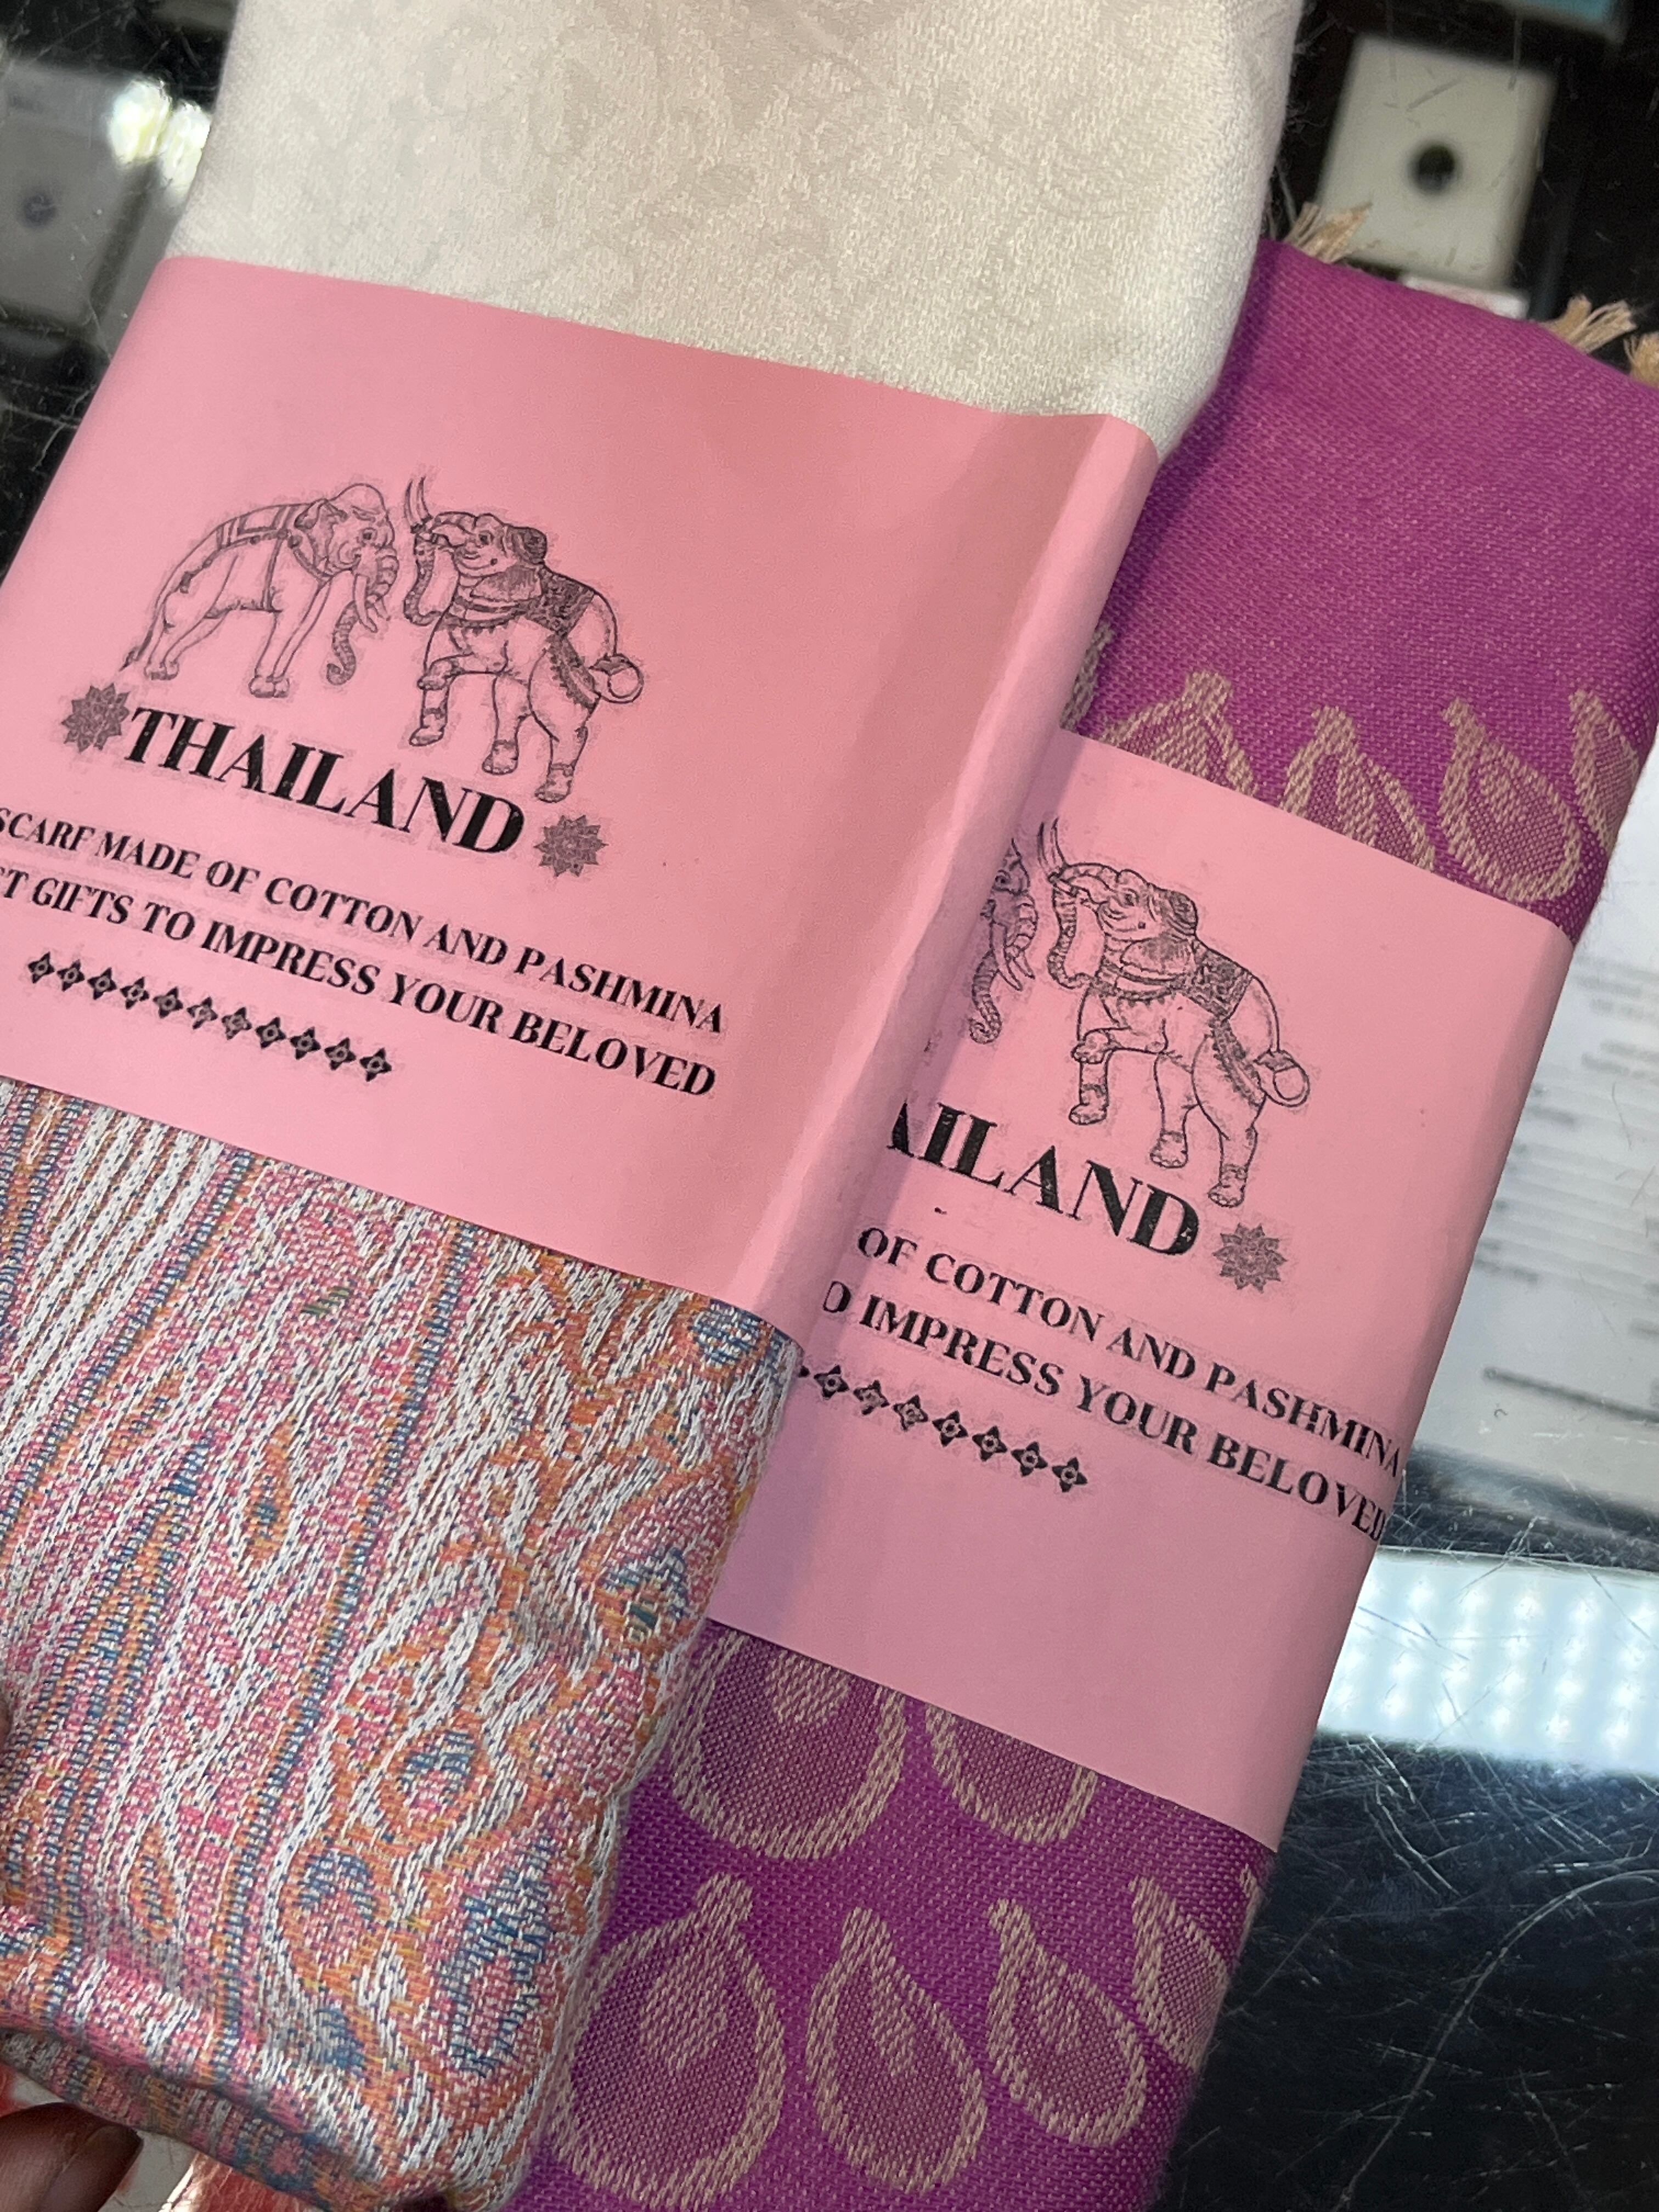 THAILAND
SCARF MADE OF COTTON AND PASHMINA
GIFTS TO IMPRESS YOUR BELOVED
AILAND
OF COTTON AND PASHMINA
IMPRESS YOUR BELOVED